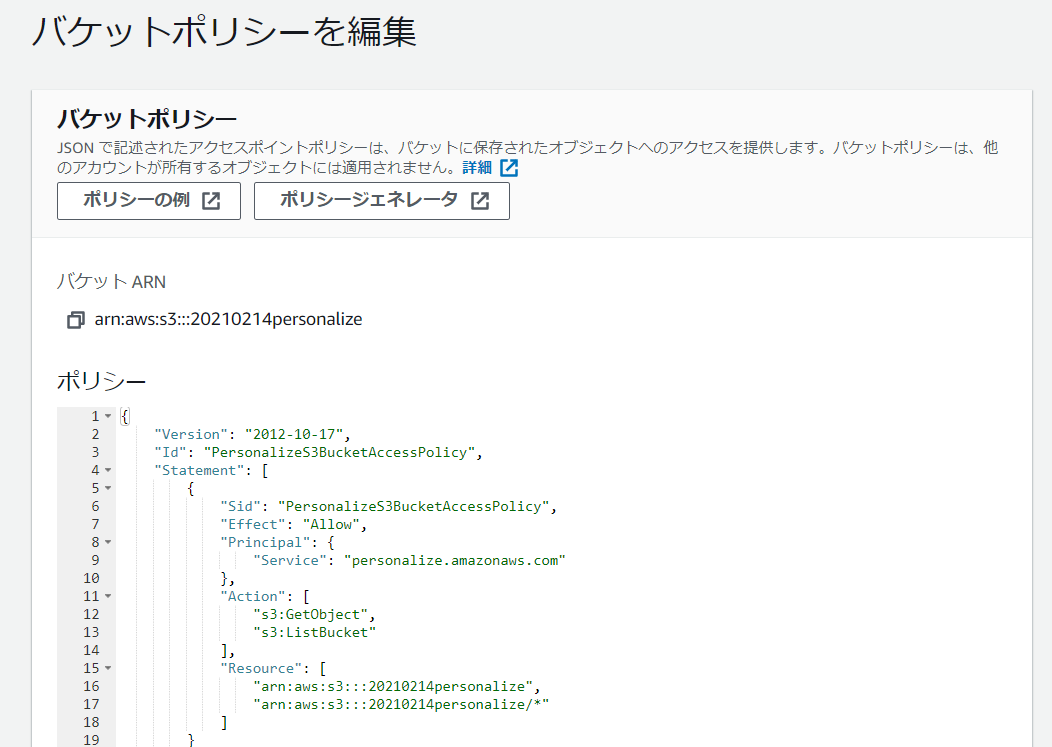 バケットポリシーを編集
バケットポリシー
JSON で記述されたアクセスポイントポリシーは、バケットに保存されたオブジェクトへのアクセスを提供します。バケットポリシーは、他
のアカウントが所有するオブジェクトには適用されません。詳細
ポリシーの例 ポリシージェネレータ
バケット ARN
arn:aws:s3:::20210214personalize
ポリシー
1 {
2 "Version": "2012-10-17",
3 "Id": "PersonalizeS3BucketAccessPolicy",
4 "Statement": [
5 {
6 "Sid": "PersonalizeS3BucketAccessPolicy",
7 "Effect": "Allow",
8 "Principal": {
9 "Service": "personalize.amazonaws.com"
10 },
11 "Action": [
12 "s3:GetObject",
13 "s3:ListBucket"
14 ],
15 "Resource": [
16 "arn:aws:s3:::20210214personalize",
17 "arn:aws:s3:::20210214personalize/*"
18 ]
19 }